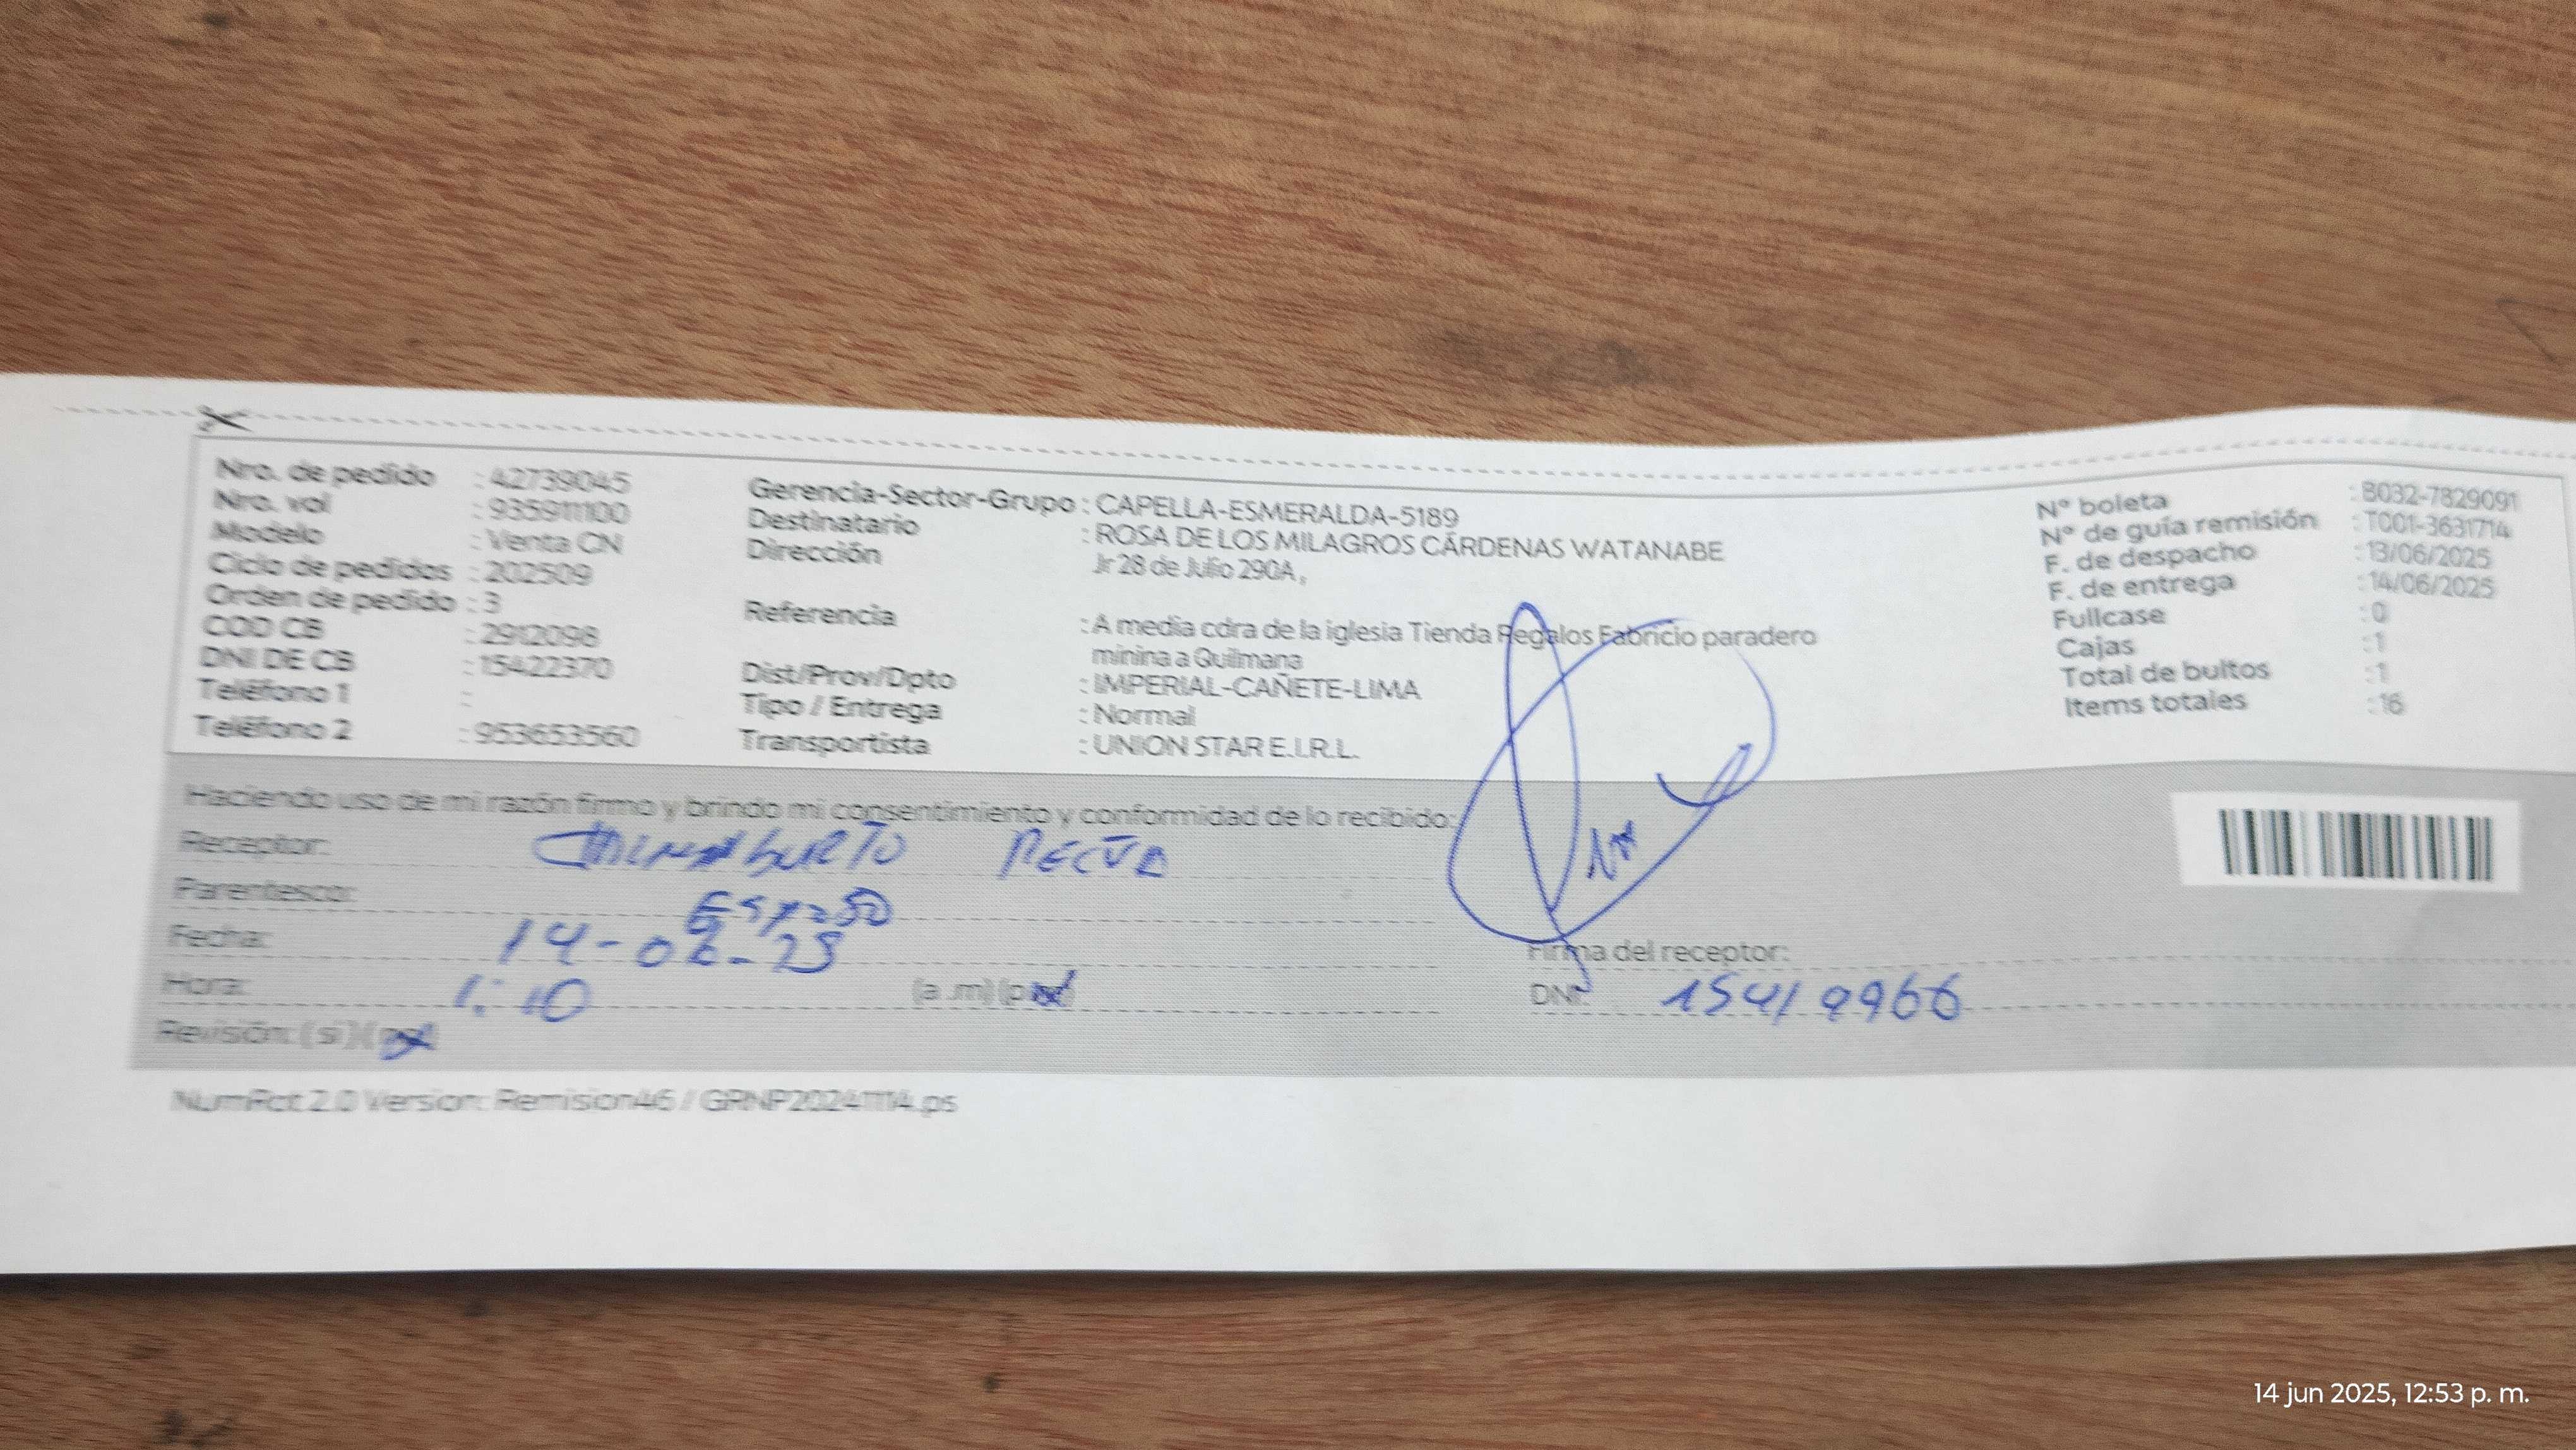 Nro. de pedido : 42739045
Nro. vol : 935911100
Modelo : Venta CN
Ciclo de pedidos : 202509
Orden de pedido : 3
COD CB : 2912098
DNI DE CB : 15422370
Teléfono 1 :
Teléfono 2 : 953653560
Gerencia-Sector-Grupo : CAPELLA-ESMERALDA-5189
Destinatario : ROSA DE LOS MILAGROS CÁRDENAS WATANABE
Dirección Jr 28 de Julio 290A ,
Referencia : A media cdra de la iglesia Tienda Regalos Fabricio paradero
minina a Quilmana
Dist/Prov/Dpto : IMPERIAL-CAÑETE-LIMA
Tipo / Entrega : Normal
Transportista : UNION STAR E.I.R.L.
N° boleta : B032-7829091
N° de guía remisión : T001-3631714
F. de despacho : 13/06/2025
F. de entrega : 14/06/2025
Fullcase : 0
Cajas : 1
Total de bultos : 1
Items totales : 16
Haciendo uso de mi razón firmo y brindo mi consentimiento y conformidad de lo recibido:
Receptor:
Parentesco: ESPOSO
Fecha: 14-06-25
Hora: 1:10 (a .m) (p.m)
Revisión: (si) (no)
Firma del receptor:
DNI: 15419966
NumRot 2.0 Version: Remision46 / GRNP20241114.ps
14 jun 2025, 12:53 p. m.